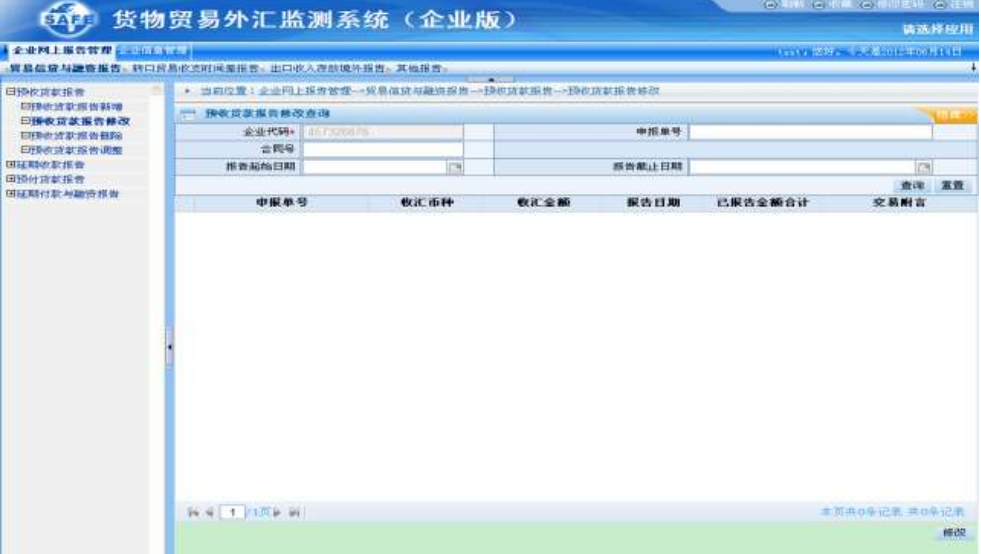 SAFE 货物贸易外汇监测系统（企业版）
帮助 收藏 修改密码 注销
请选择应用
企业网上报告管理 企业信息管理
test，您好，今天是2012年06月14日
贸易信贷与融资报告 转口贸易收支时间差报告 出口收入存放境外报告 其他报告
当前位置：企业网上报告管理-->贸易信贷与融资报告-->预收货款报告-->预收货款报告修改
预收货款报告
预收货款报告新增
预收货款报告修改
预收货款报告删除
预收货款报告调整
延期收款报告
预付货款报告
延期付款与融资报告
预收货款报告修改查询
隐藏>>
企业代码*
申报单号
合同号
报告起始日期
报告截止日期
查询 重置
申报单号 收汇币种 收汇金额 报告日期 已报告金额合计 交易附言
1 /1页
本页共0条记录 共0条记录
修改